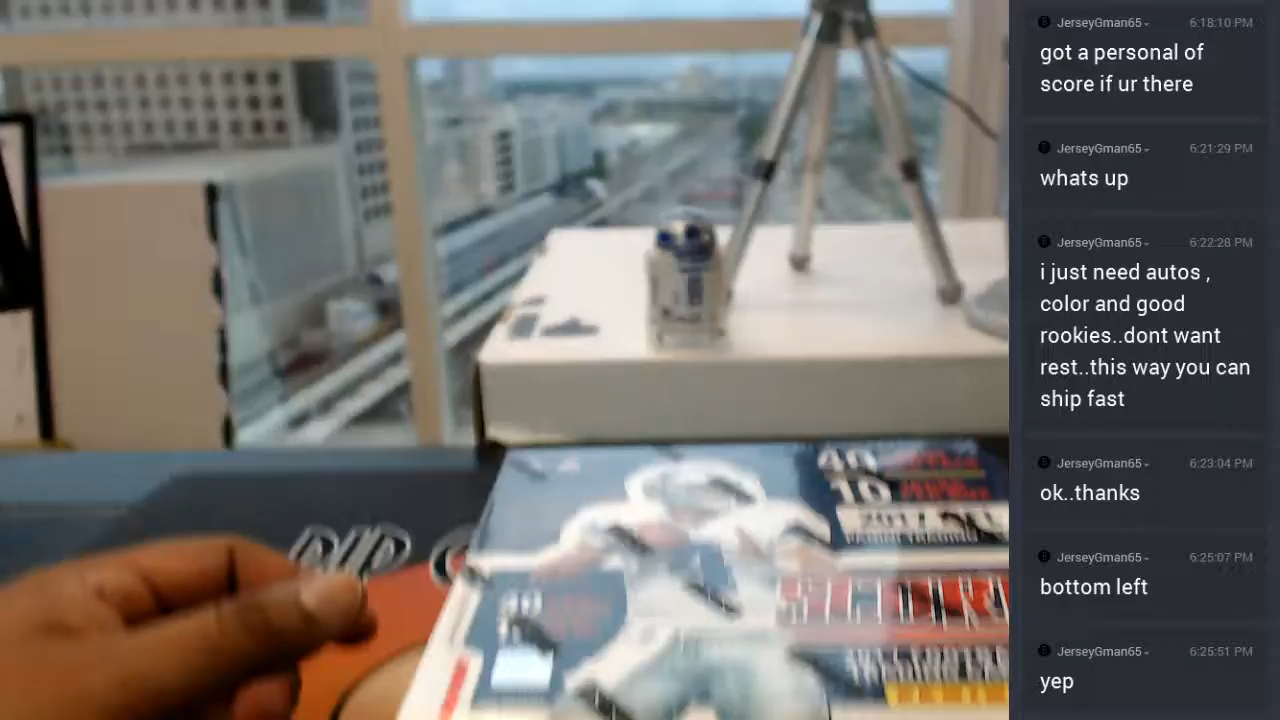 JerseyGman65 6:18:10 PM
got a personal of
score if ur there
JerseyGman65 6:21:29 PM
whats up
JerseyGman65 6:22:28 PM
i just need autos ,
color and good
rookies..dont want
rest..this way you can
ship fast
JerseyGman65 6:23:04 PM
ok..thanks
JerseyGman65 6:25:07 PM
bottom left
JerseyGman65 6:25:51 PM
yep
40
10